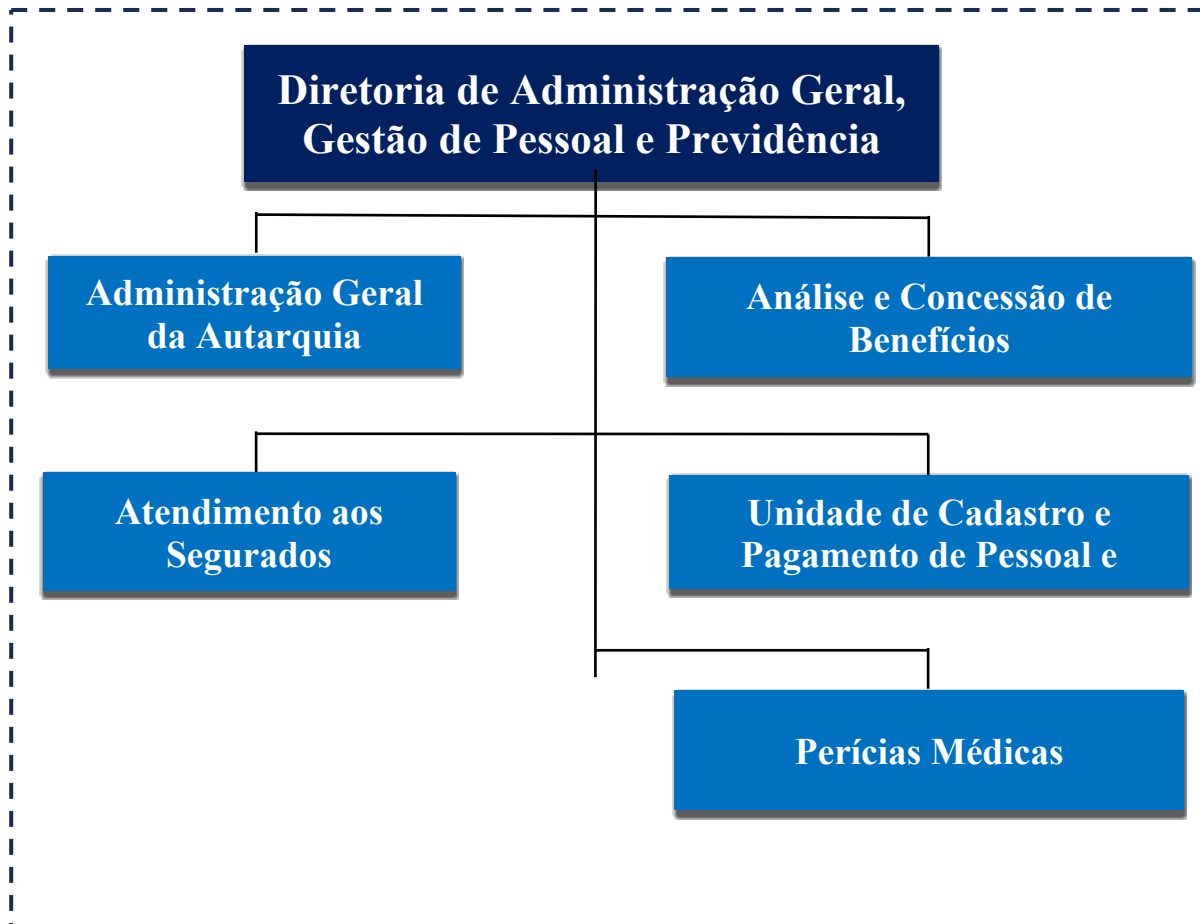 Diretoria de Administração Geral,
Gestão de Pessoal e Previdência
Administração Geral
da Autarquia
Análise e Concessão de
Benefícios
Atendimento aos
Segurados
Unidade de Cadastro e
Pagamento de Pessoal e
Perícias Médicas